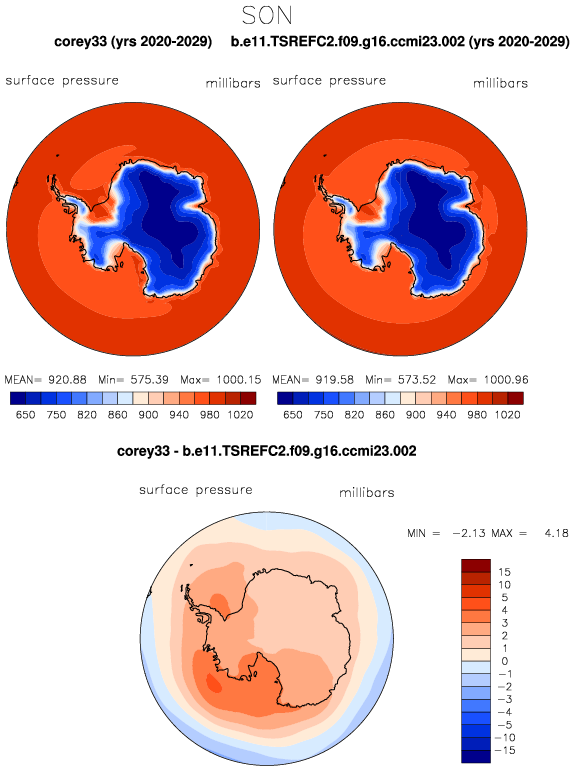 SON
corey33 (yrs 2020-2029) b.e11.TSREFC2.f09.g16.ccmi23.002 (yrs 2020-2029)
surface pressure millibars surface pressure millibars
MEAN= 920.88 Min= 575.39 Max= 1000.15 MEAN= 919.58 Min= 573.52 Max= 1000.96
650 750 820 860 900 940 980 1020 650 750 820 860 900 940 980 1020
corey33 - b.e11.TSREFC2.f09.g16.ccmi23.002
surface pressure millibars
MIN = -2.13 MAX = 4.18
15
10
5
4
3
2
1
0
-1
-2
-3
-4
-5
-10
-15